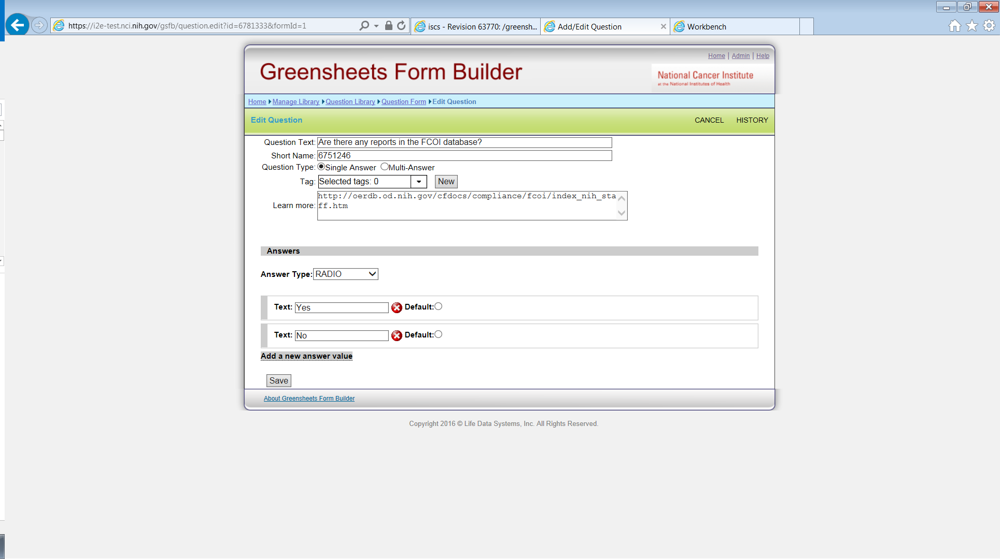 https://i2e-test.nci.nih.gov/gsfb/question.edit?id=6781333&formId=1
iscs - Revision 63770: /greensh...
Add/Edit Question
Workbench
Home | Admin | Help
Greensheets Form Builder
National Cancer Institute
at the National Institutes of Health
Home Manage Library Question Library Question Form Edit Question
Edit Question CANCEL HISTORY
Question Text: Are there any reports in the FCOI database?
Short Name: 6751246
Question Type: Single Answer Multi-Answer
Tag: Selected tags: 0 New
Learn more: http://oerdb.od.nih.gov/cfdocs/compliance/fcoi/index_nih_sta
ff.htm
Answers
Answer Type: RADIO
Text: Yes Default:
Text: No Default:
Add a new answer value
Save
About Greensheets Form Builder
Copyright 2016 © Life Data Systems, Inc. All Rights Reserved.